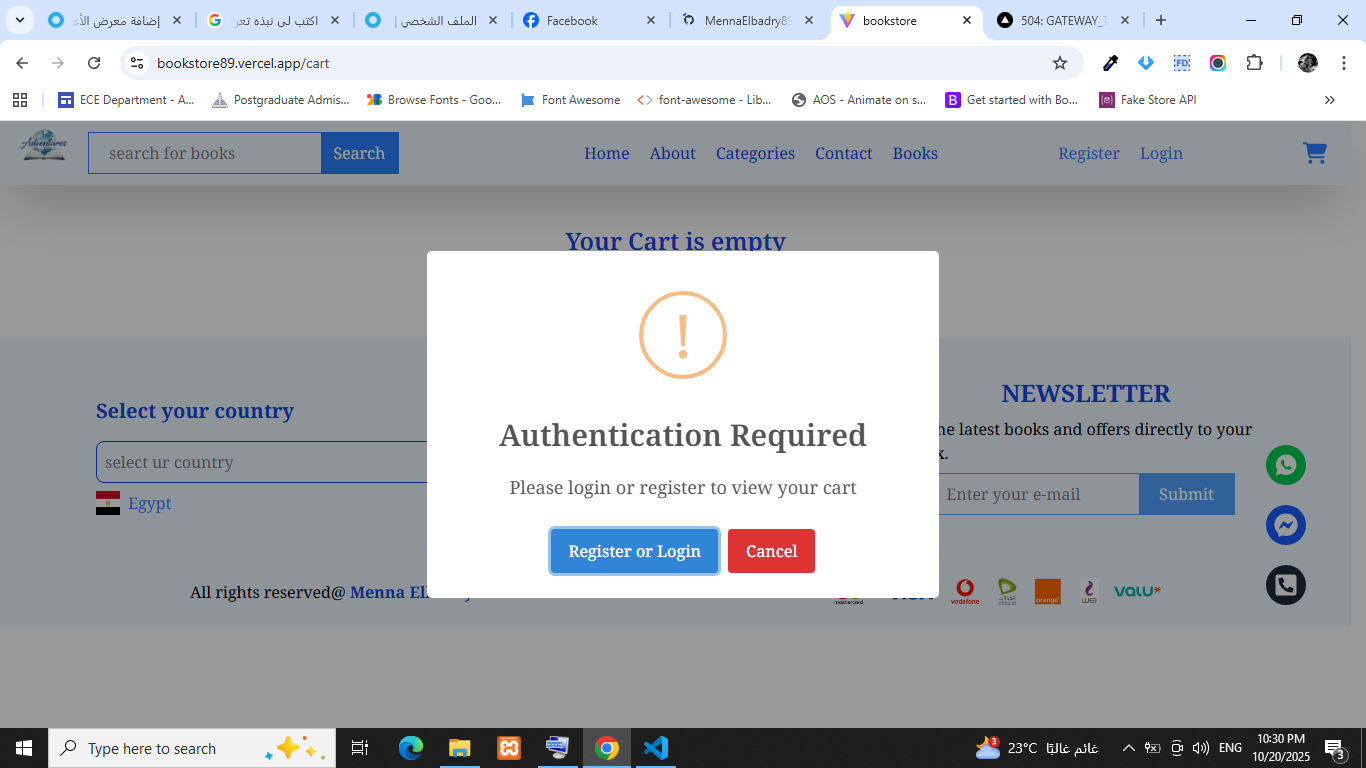 إضافة معرض الأع
اكتب لى نبذه تعر
الملف الشخصي |
Facebook
MennaElbadry89
bookstore
504: GATEWAY_T
bookstore89.vercel.app/cart
ECE Department - A...
Postgraduate Admis...
Browse Fonts - Goo...
Font Awesome
font-awesome - Lib...
AOS - Animate on s...
Get started with Bo...
Fake Store API
Adventures
search for books
Search
Home
About
Categories
Contact
Books
Register
Login
Your Cart is empty
Authentication Required
Please login or register to view your cart
Register or Login
Cancel
Select your country
select ur country
Egypt
NEWSLETTER
he latest books and offers directly to your
x.
Enter your e-mail
Submit
All rights reserved@ Menna El
mastercard
vodafone
orange
valu*
Type here to search
3
23°C غائم غالبًا
ENG
10:30 PM
10/20/2025
3